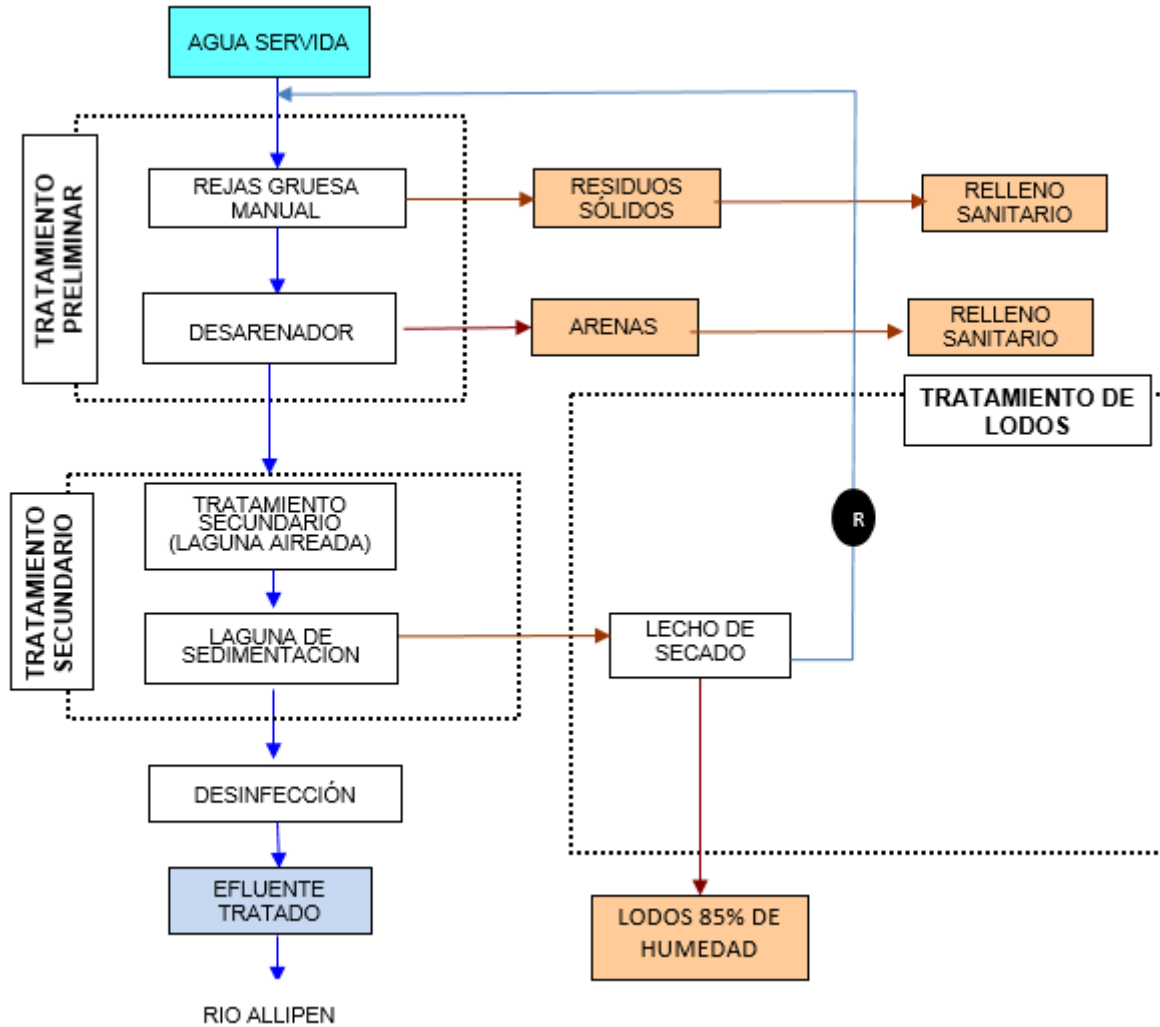 AGUA SERVIDA
TRATAMIENTO
PRELIMINAR
REJAS GRUESA
MANUAL
RESIDUOS
SÓLIDOS
RELLENO
SANITARIO
DESARENADOR
ARENAS
RELLENO
SANITARIO
TRATAMIENTO DE
LODOS
TRATAMIENTO
SECUNDARIO
TRATAMIENTO
SECUNDARIO
(LAGUNA AIREADA)
R
LAGUNA DE
SEDIMENTACION
LECHO DE
SECADO
DESINFECCIÓN
EFLUENTE
TRATADO
LODOS 85% DE
HUMEDAD
RIO ALLIPEN